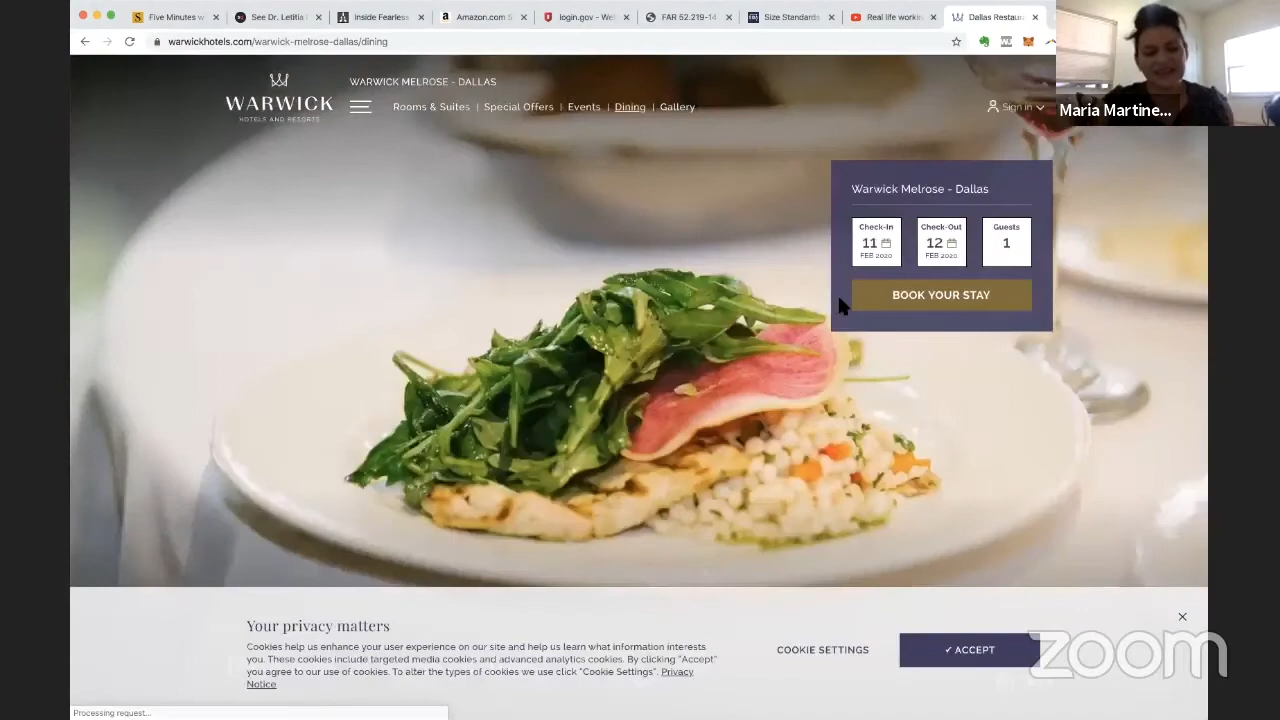 Five Minutes w
See Dr. Letitia
Inside Fearless
Amazon.com S
login.gov - We
FAR 52.219-14
Size Standards
Real life workin
Dallas Restau
warwickhotels.com/warwick-melrose-dallas/dining
WARWICK
HOTELS AND RESORTS
WARWICK MELROSE - DALLAS
Rooms & Suites | Special Offers | Events | Dining | Gallery
Sign in
Maria Martine...
Warwick Melrose - Dallas
Check-In
11
FEB 2020
Check-Out
12
FEB 2020
Guests
1
BOOK YOUR STAY
Your privacy matters
Cookies help us enhance your user experience on our site and help us learn what information interests
you. These cookies include targeted media cookies and advanced analytics cookies. By clicking "Accept"
you agree to our use of cookies. To alter the types of cookies we use click "Cookie Settings". Privacy
Notice
COOKIE SETTINGS
✓ ACCEPT
zoom
Processing request...